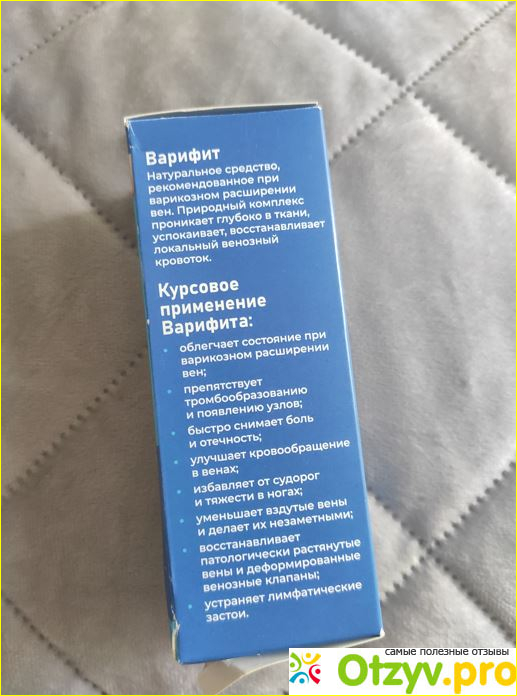 Варифит
Натуральное средство,
рекомендованное при
варикозном расширении
вен. Природный комплекс
проникает глубоко в ткани,
успокаивает, восстанавливает
локальный венозный
кровоток.
Курсовое
применение
Варифита:
• облегчает состояние при
варикозном расширении
вен;
• препятствует
тромбообразованию
и появлению узлов;
• быстро снимает боль
и отечность;
• улучшает кровообращение
в венах;
• избавляет от судорог
и тяжести в ногах;
• уменьшает вздутые вены
и делает их незаметными;
• восстанавливает
патологически растянутые
вены и деформированные
венозные клапаны;
• устраняет лимфатические
застои.
самые полезные отзывы
Otzyv.pro